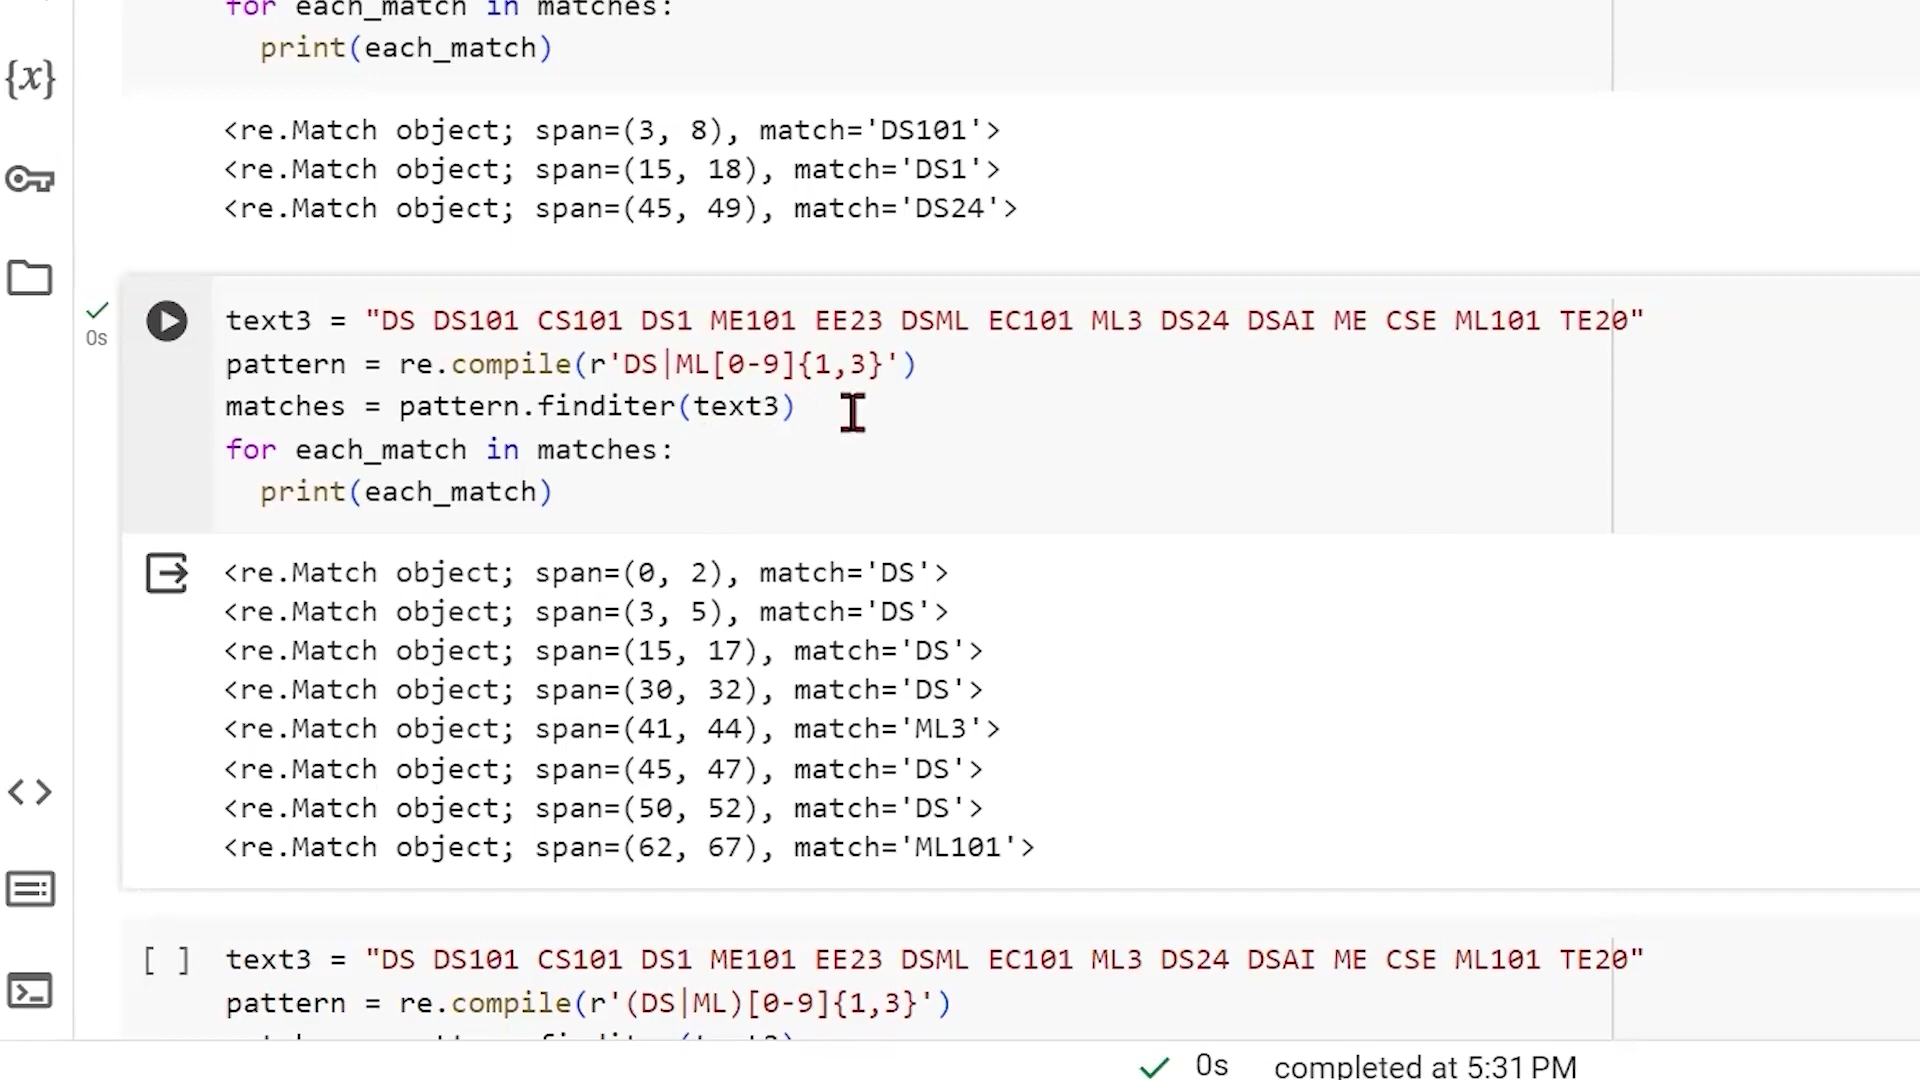 for each_match in matches:
print(each_match)
{x}
<re.Match object; span=(3, 8), match='DS101'>
<re.Match object; span=(15, 18), match='DS1'>
<re.Match object; span=(45, 49), match='DS24'>
0s
text3 = "DS DS101 CS101 DS1 ME101 EE23 DSML EC101 ML3 DS24 DSAI ME CSE ML101 TE20"
pattern = re.compile(r'DS|ML[0-9]{1,3}')
matches = pattern.finditer(text3)
for each_match in matches:
print(each_match)
<re.Match object; span=(0, 2), match='DS'>
<re.Match object; span=(3, 5), match='DS'>
<re.Match object; span=(15, 17), match='DS'>
<re.Match object; span=(30, 32), match='DS'>
<re.Match object; span=(41, 44), match='ML3'>
<re.Match object; span=(45, 47), match='DS'>
<re.Match object; span=(50, 52), match='DS'>
<re.Match object; span=(62, 67), match='ML101'>
[ ] text3 = "DS DS101 CS101 DS1 ME101 EE23 DSML EC101 ML3 DS24 DSAI ME CSE ML101 TE20"
pattern = re.compile(r'(DS|ML)[0-9]{1,3}')
0s completed at 5:31 PM